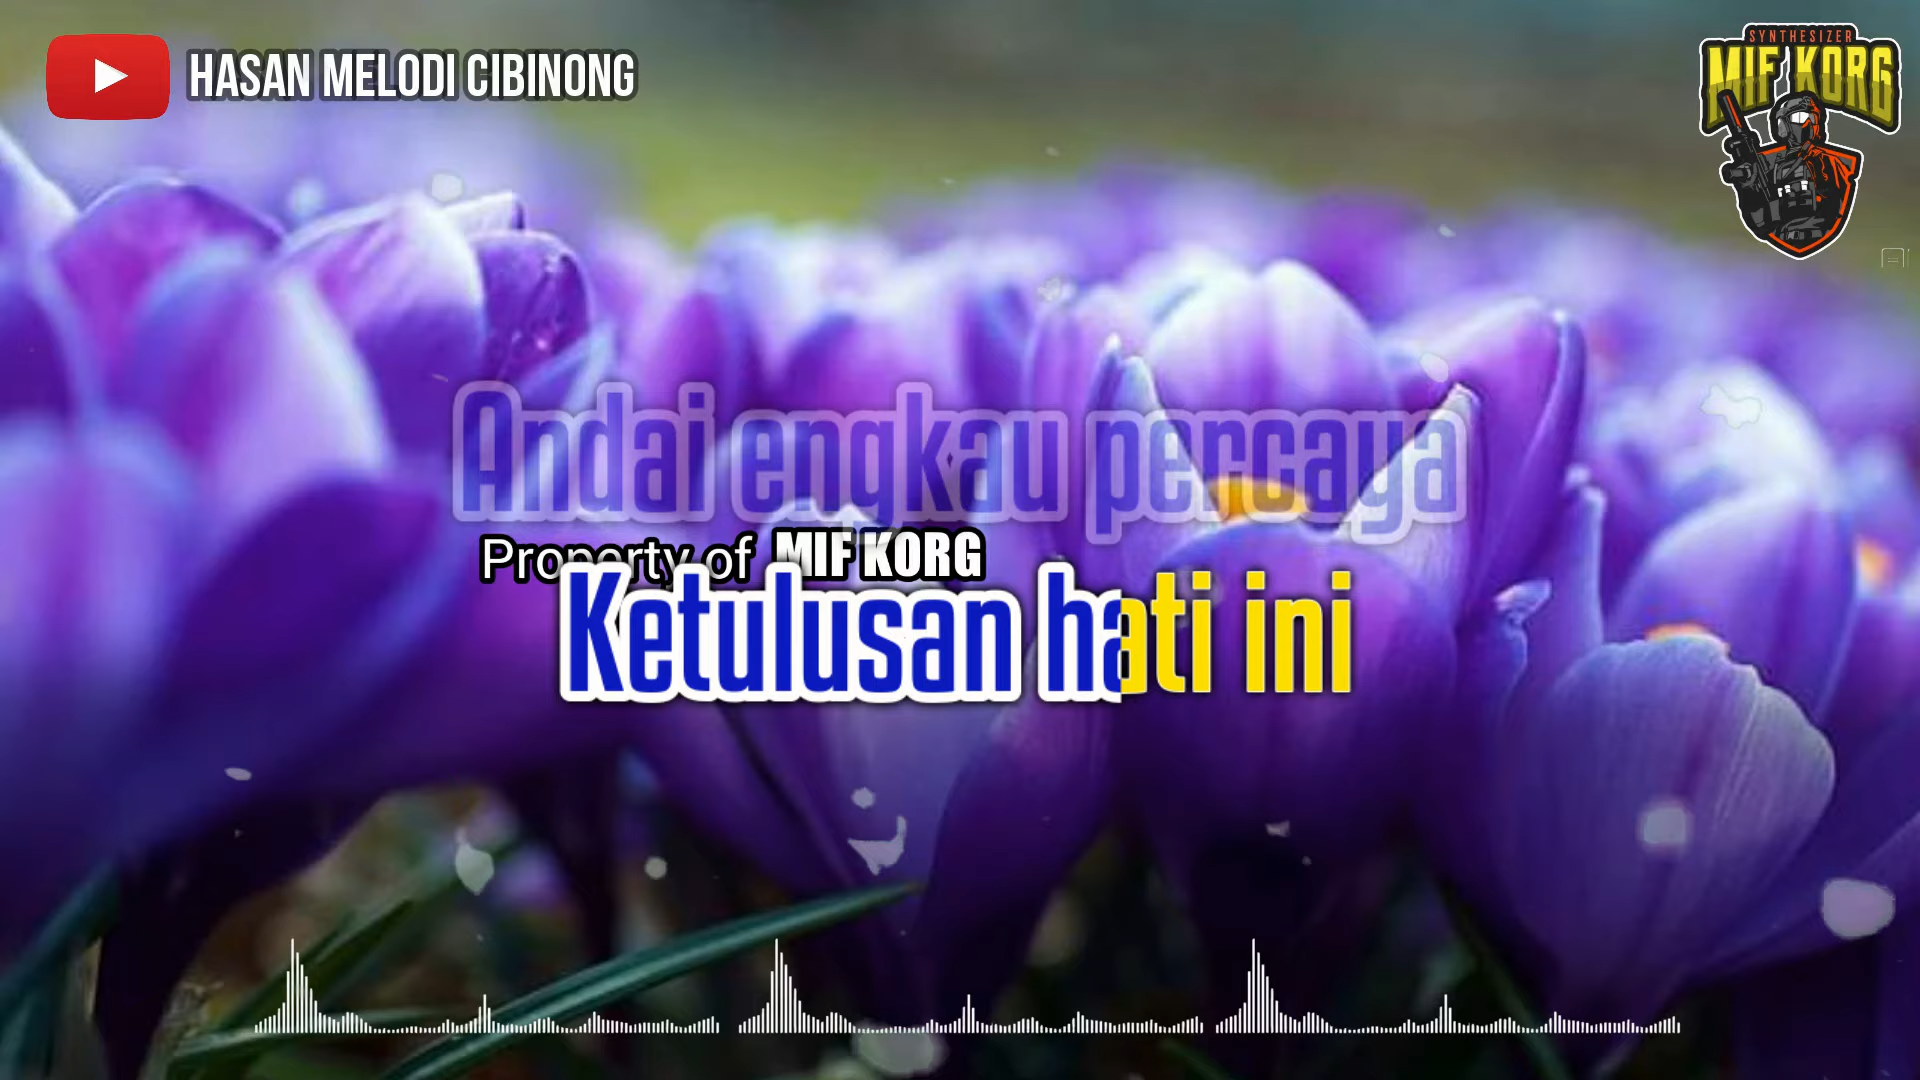 HASAN MELODI CIBINONG
SYNTHESIZER
MIF KORG
Andai engkau percaya
Property of MIF KORG
Ketulusan hati ini